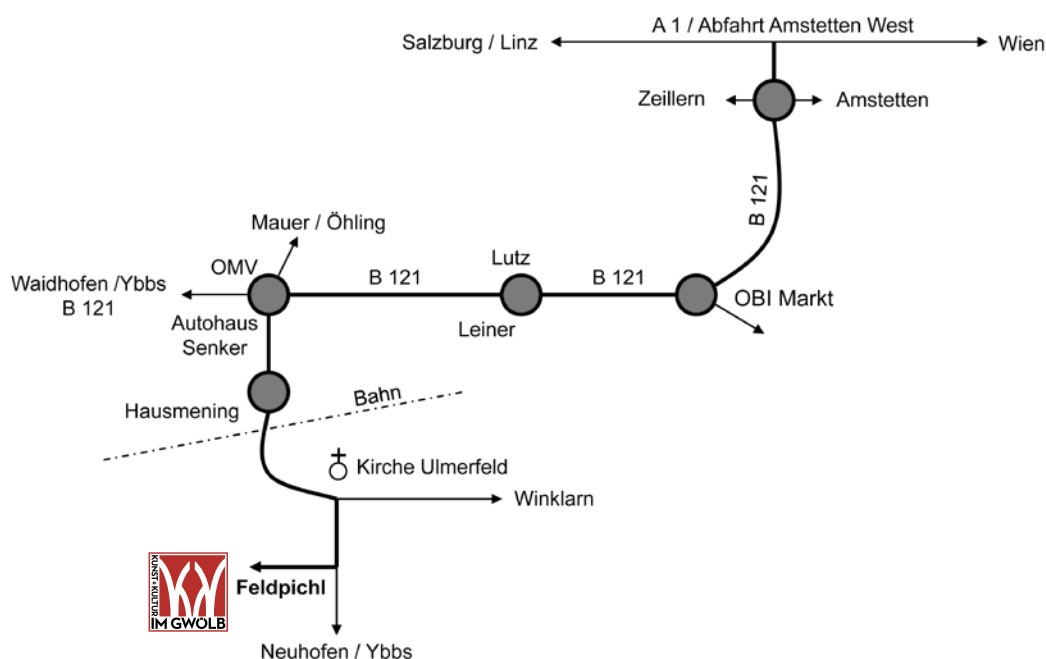 A 1 / Abfahrt Amstetten West
Salzburg / Linz
Wien
Zeillern
Amstetten
B 121
Mauer / Öhling
OMV
Waidhofen /Ybbs
B 121
B 121
Lutz
B 121
OBI Markt
Autohaus
Senker
Leiner
Hausmening
Bahn
Kirche Ulmerfeld
Winklarn
KUNST+KULTUR
IM GWÖLB
Feldpichl
Neuhofen / Ybbs